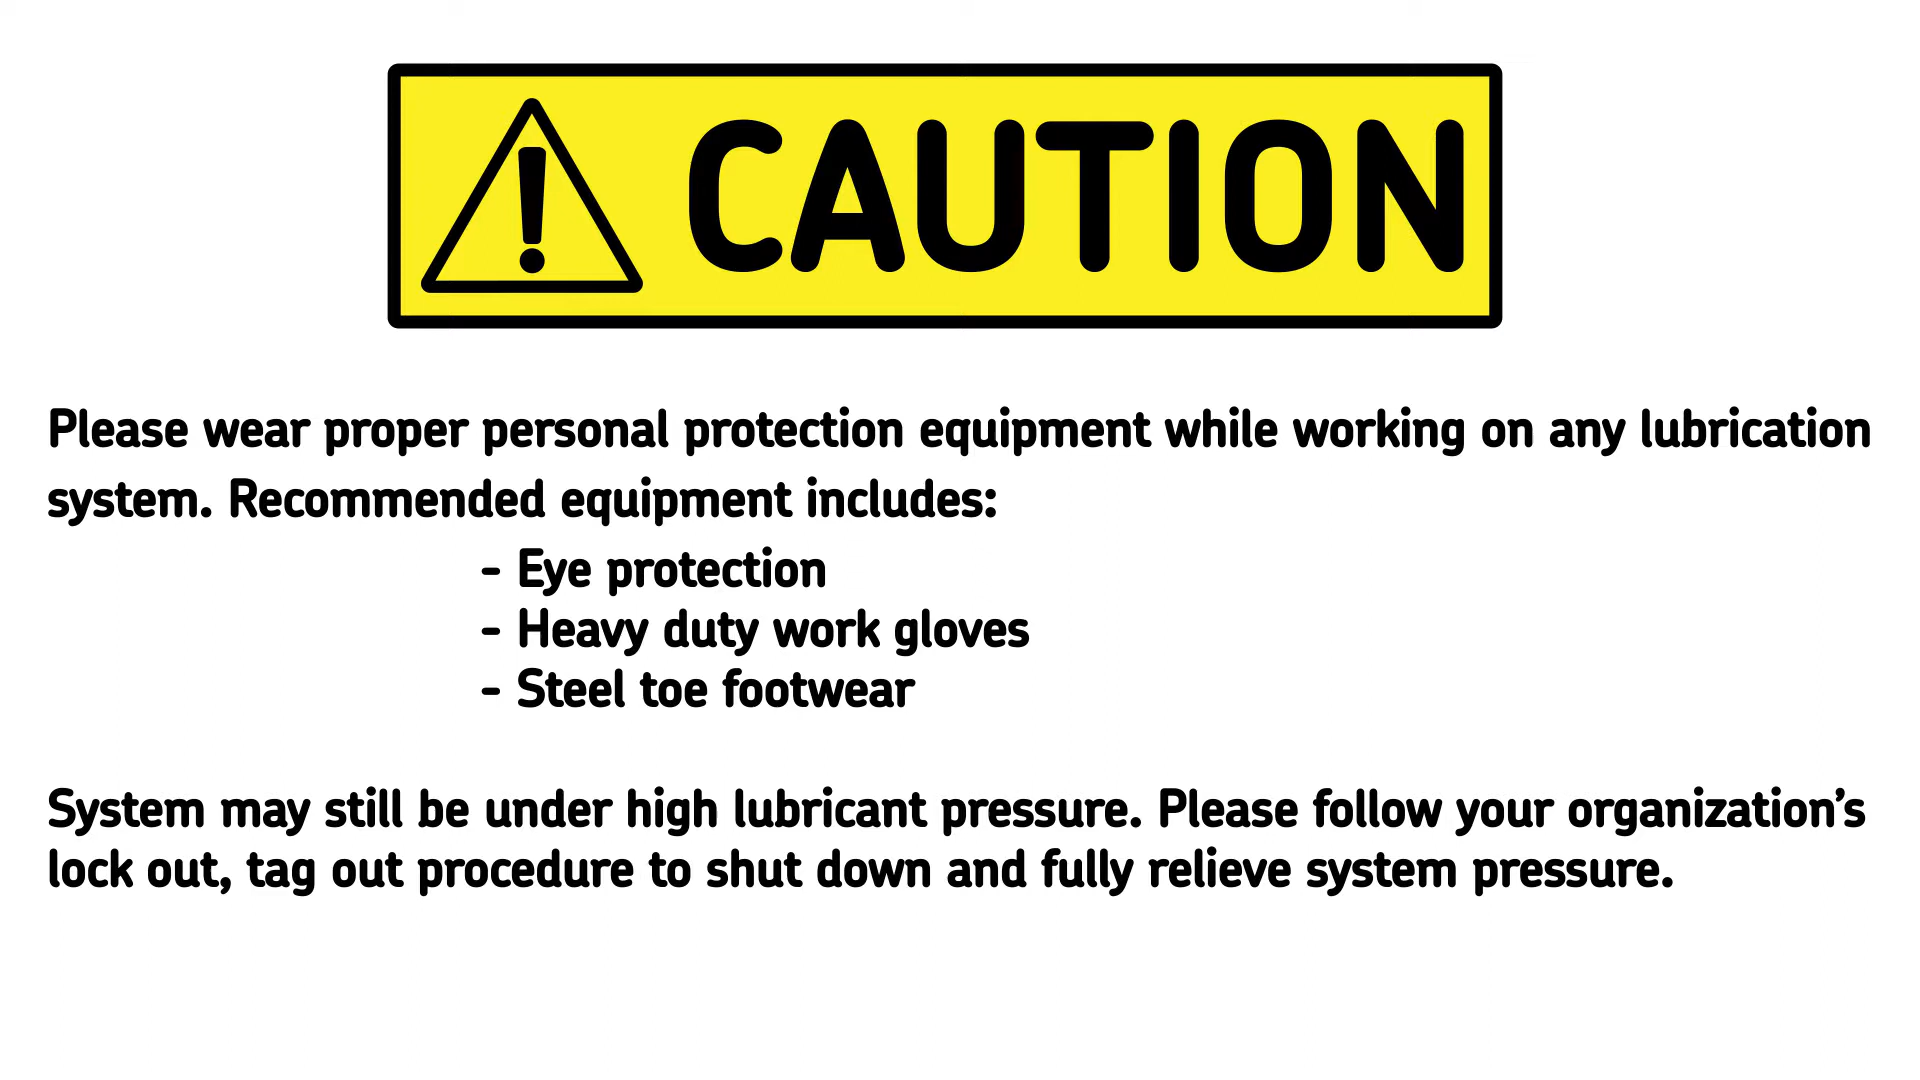 CAUTION
Please wear proper personal protection equipment while working on any lubrication
system. Recommended equipment includes:
- Eye protection
- Heavy duty work gloves
- Steel toe footwear
System may still be under high lubricant pressure. Please follow your organization’s
lock out, tag out procedure to shut down and fully relieve system pressure.